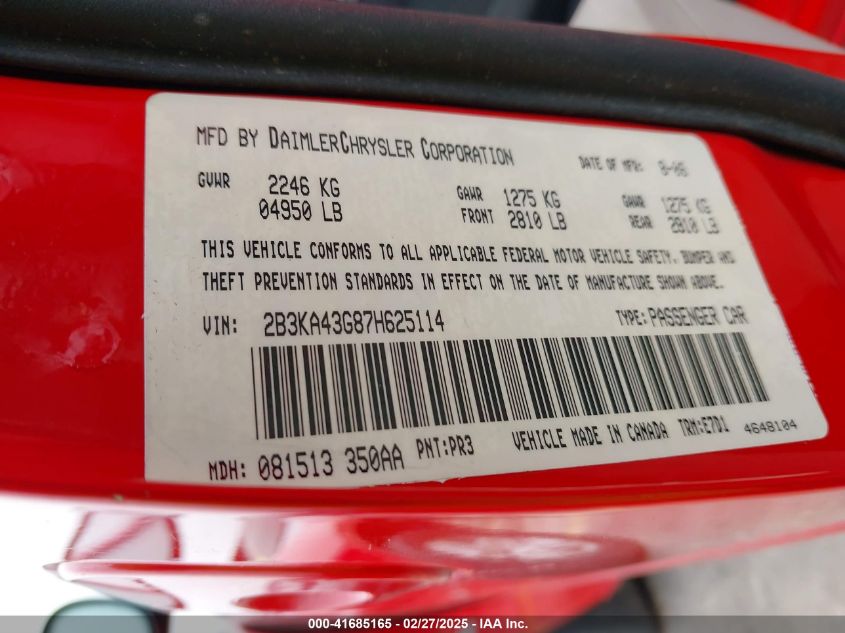 MFD BY DAIMLERCHRYSLER CORPORATION DATE OF MFD: 8-06
GVWR 2246 KG GAWR 1275 KG GAWR 1275 KG
04950 LB FRONT 2810 LB REAR 2810 LB
THIS VEHICLE CONFORMS TO ALL APPLICABLE FEDERAL MOTOR VEHICLE SAFETY, BUMPER AND
THEFT PREVENTION STANDARDS IN EFFECT ON THE DATE OF MANUFACTURE SHOWN ABOVE.
VIN: 2B3KA43G87H625114 TYPE: PASSENGER CAR
MDH: 081513 350AA PNT: PR3 VEHICLE MADE IN CANADA TRM: E7D1 4648104
000-41685165 — 02/27/2025 — IAA Inc.